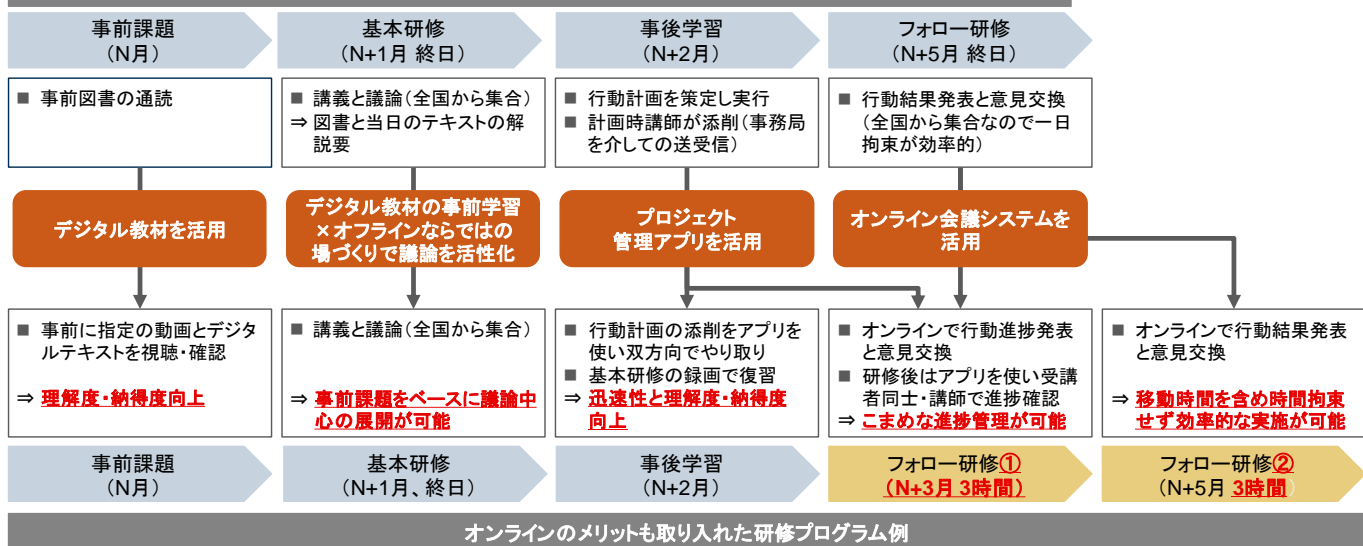 事前課題
(N月)
基本研修
(N+1月 終日)
事後学習
(N+2月)
フォロー研修
(N+5月 終日)
■ 事前図書の通読
■ 講義と議論(全国から集合)
⇒ 図書と当日のテキストの解
説要
■ 行動計画を策定し実行
■ 計画時講師が添削(事務局
を介しての送受信)
■ 行動結果発表と意見交換
(全国から集合なので一日
拘束が効率的)
デジタル教材を活用
デジタル教材の事前学習
×オフラインならではの
場づくりで議論を活性化
プロジェクト
管理アプリを活用
オンライン会議システムを
活用
■ 事前に指定の動画とデジタ
ルテキストを視聴・確認
⇒ 理解度・納得度向上
■ 講義と議論(全国から集合)
⇒ 事前課題をベースに議論中
心の展開が可能
■ 行動計画の添削をアプリを
使い双方向でやり取り
■ 基本研修の録画で復習
⇒ 迅速性と理解度・納得度
向上
■ オンラインで行動進捗発表
と意見交換
■ 研修後はアプリを使い受講
者同士・講師で進捗確認
⇒ こまめな進捗管理が可能
■ オンラインで行動結果発表
と意見交換
⇒ 移動時間を含め時間拘束
せず効率的な実施が可能
事前課題
(N月)
基本研修
(N+1月、終日)
事後学習
(N+2月)
フォロー研修①
(N+3月 3時間)
フォロー研修②
(N+5月 3時間)
オンラインのメリットも取り入れた研修プログラム例